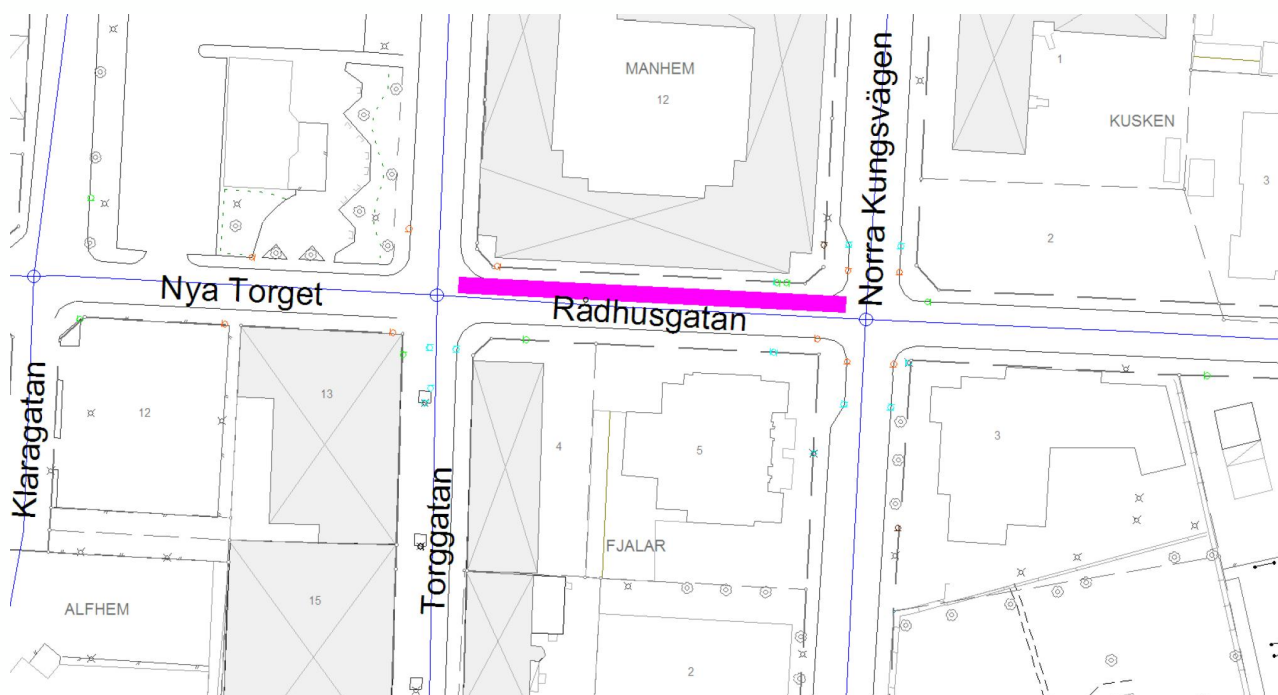 MANHEM
12
1
KUSKEN
Norra Kungsvägen
3
2
Nya Torget
Rådhusgatan
Klaragatan
12
13
Torggatan
4
5
3
FJALAR
ALFHEM
15
2